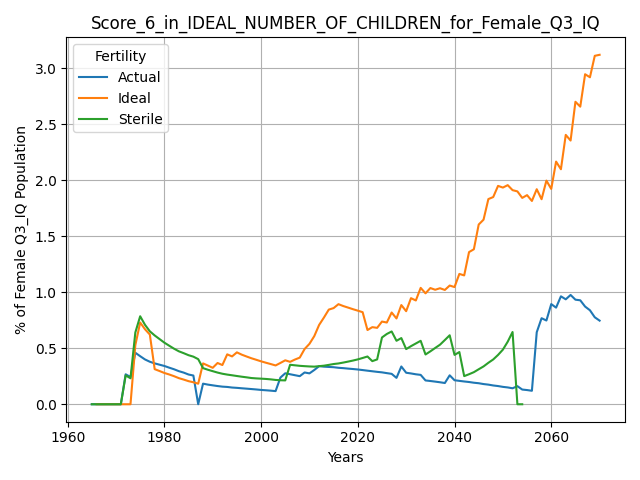 Score_6_in_IDEAL_NUMBER_OF_CHILDREN_for_Female_Q3_IQ
Fertility
Actual
Ideal
Sterile
% of Female Q3_IQ Population
3.0
2.5
2.0
1.5
1.0
0.5
0.0
1960 1980 2000 2020 2040 2060
Years